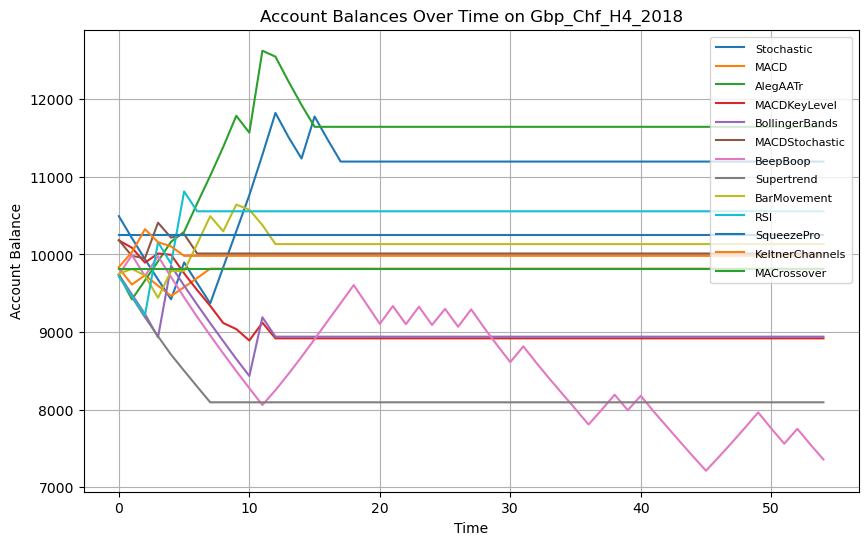 Account Balances Over Time on Gbp_Chf_H4_2018
Stochastic
MACD
AlegAATr
MACDKeyLevel
BollingerBands
MACDStochastic
BeepBoop
Supertrend
BarMovement
RSI
SqueezePro
KeltnerChannels
MACrossover
Account Balance
12000
11000
10000
9000
8000
7000
0
10
20
30
40
50
Time